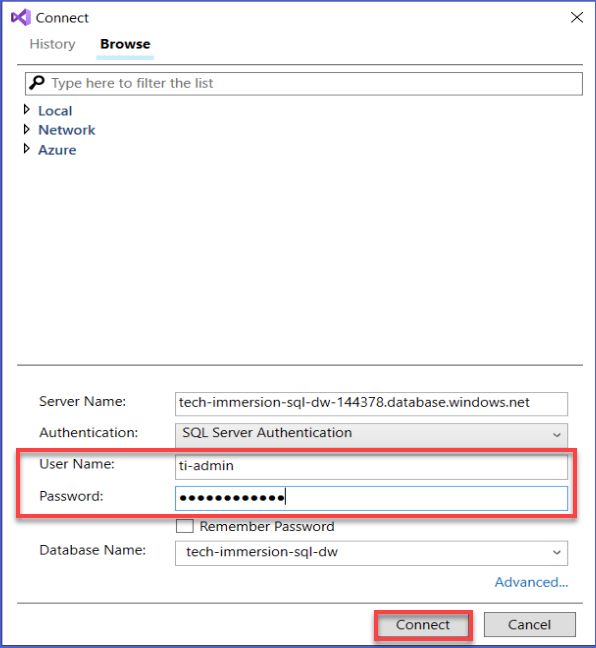 Connect
History Browse
Type here to filter the list
Local
Network
Azure
Server Name: tech-immersion-sql-dw-144378.database.windows.net
Authentication: SQL Server Authentication
User Name: ti-admin
Password: ●●●●●●●●●●●●
Remember Password
Database Name: tech-immersion-sql-dw
Advanced...
Connect Cancel